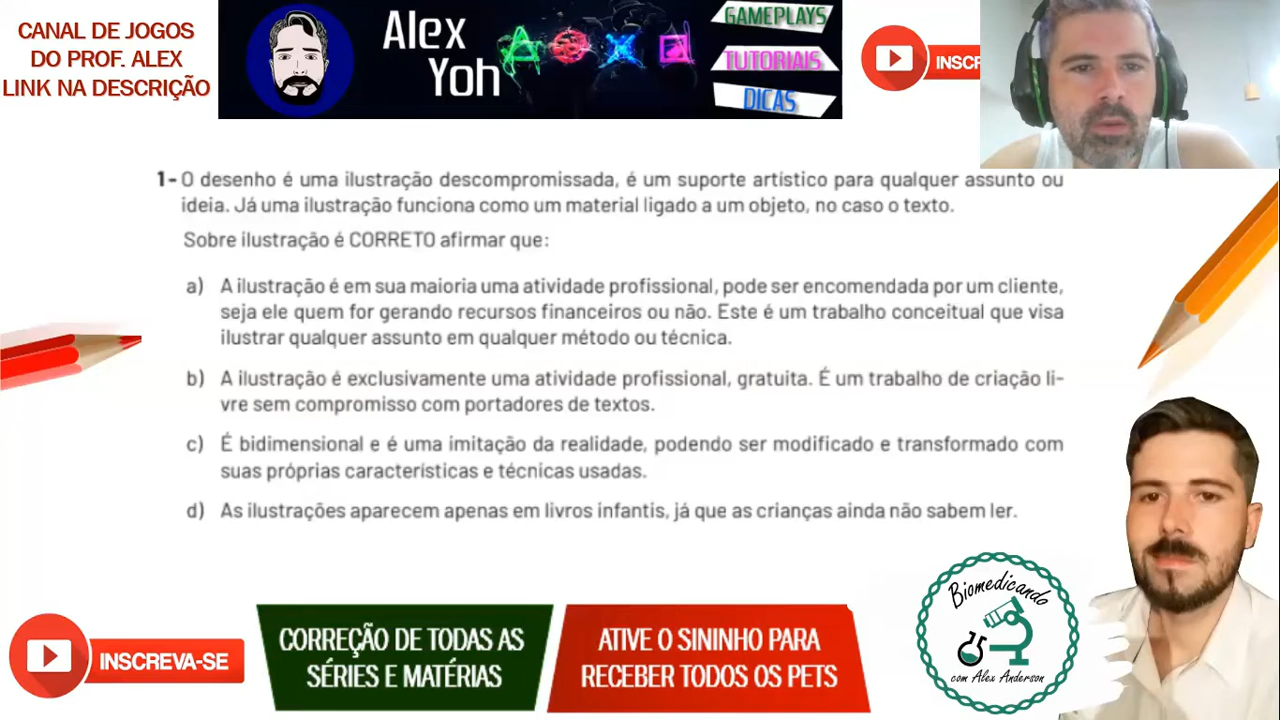 CANAL DE JOGOS
DO PROF. ALEX
LINK NA DESCRIÇÃO
Alex
Yoh
GAMEPLAYS
TUTORIAIS
DICAS
INSCR
1- O desenho é uma ilustração descompromissada, é um suporte artístico para qualquer assunto ou
ideia. Já uma ilustração funciona como um material ligado a um objeto, no caso o texto.
Sobre ilustração é CORRETO afirmar que:
a) A ilustração é em sua maioria uma atividade profissional, pode ser encomendada por um cliente,
seja ele quem for gerando recursos financeiros ou não. Este é um trabalho conceitual que visa
ilustrar qualquer assunto em qualquer método ou técnica.
b) A ilustração é exclusivamente uma atividade profissional, gratuita. É um trabalho de criação li-
vre sem compromisso com portadores de textos.
c) É bidimensional e é uma imitação da realidade, podendo ser modificado e transformado com
suas próprias características e técnicas usadas.
d) As ilustrações aparecem apenas em livros infantis, já que as crianças ainda não sabem ler.
INSCREVA-SE
CORREÇÃO DE TODAS AS
SÉRIES E MATÉRIAS
ATIVE O SININHO PARA
RECEBER TODOS OS PETS
Biomedicando
com Alex Anderson